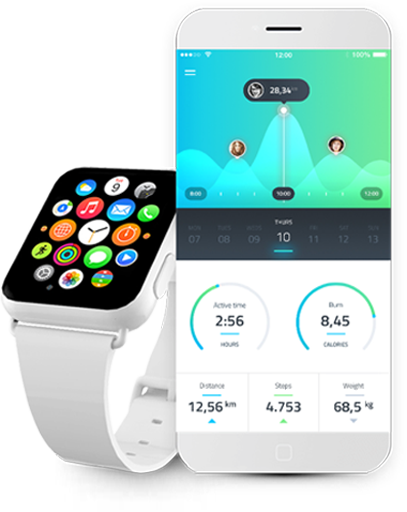 12:00
100%
28,34
8:00
10:00
12:00
THURS
MON TUE WED 10 FRI SAT SUN
07 08 09 11 12 13
Active time
Burn
2:56
8,45
HOURS
CALORIES
Distance Steps Weight
12,56 km 4.753 68,5 kg
9